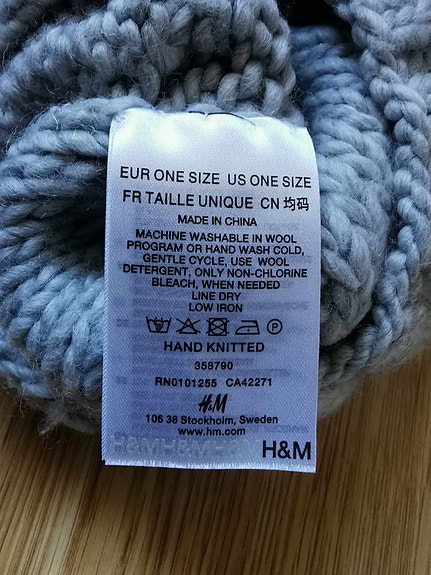 EUR ONE SIZE US ONE SIZE
FR TAILLE UNIQUE CN 均码
MADE IN CHINA
MACHINE WASHABLE IN WOOL
PROGRAM OR HAND WASH COLD,
GENTLE CYCLE, USE WOOL
DETERGENT, ONLY NON-CHLORINE
BLEACH, WHEN NEEDED
LINE DRY
LOW IRON
P
HAND KNITTED
358790
RN0101255 CA42271
H&M
106 38 Stockholm, Sweden
www.hm.com
H&MH&MH&M H&M